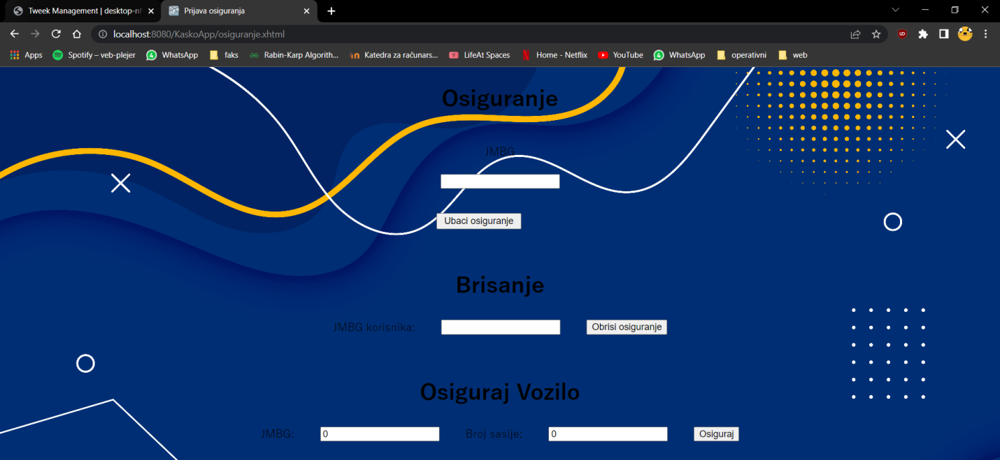 Tweek Management | desktop-nf
Prijava osiguranja
localhost:8080/KaskoApp/osiguranje.xhtml
Apps Spotify – veb-plejer WhatsApp faks Rabin-Karp Algorith... Katedra za računars... LifeAt Spaces Home - Netflix YouTube WhatsApp operativni web
Osiguranje
JMBG
Ubaci osiguranje
Brisanje
JMBG korisnika: Obrisi osiguranje
Osiguraj Vozilo
JMBG: 0 Broj sasije: 0 Osiguraj